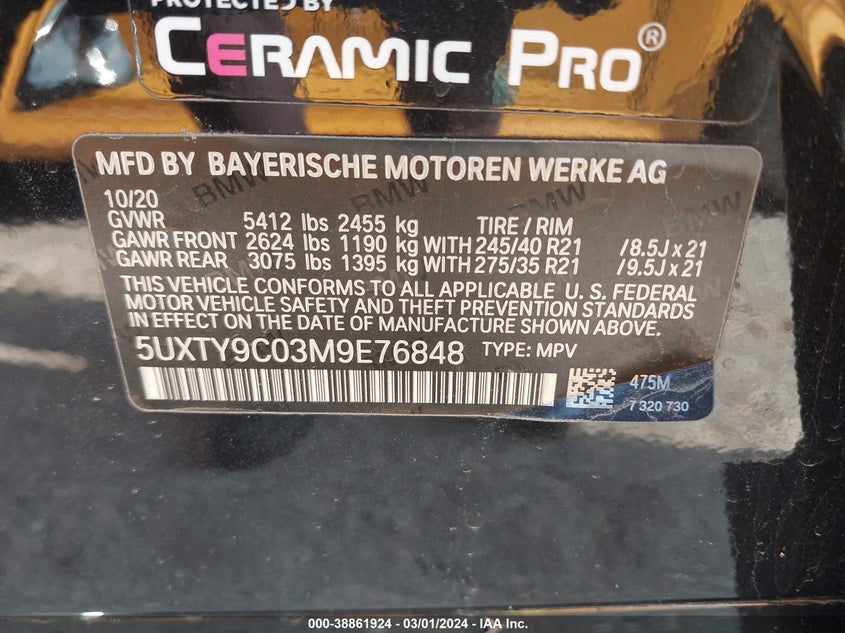 PROTECTED BY
CERAMIC PRO®
MFD BY BAYERISCHE MOTOREN WERKE AG
BMW BMW BMW
10/20
GVWR 5412 lbs 2455 kg TIRE / RIM
GAWR FRONT 2624 lbs 1190 kg WITH 245/40 R21 /8.5J x 21
GAWR REAR 3075 lbs 1395 kg WITH 275/35 R21 /9.5J x 21
THIS VEHICLE CONFORMS TO ALL APPLICABLE U. S. FEDERAL
MOTOR VEHICLE SAFETY AND THEFT PREVENTION STANDARDS
IN EFFECT ON THE DATE OF MANUFACTURE SHOWN ABOVE.
5UXTY9C03M9E76848 TYPE: MPV
475M
7 320 730
000-38861924 / 03/01/2024 - IAA Inc.